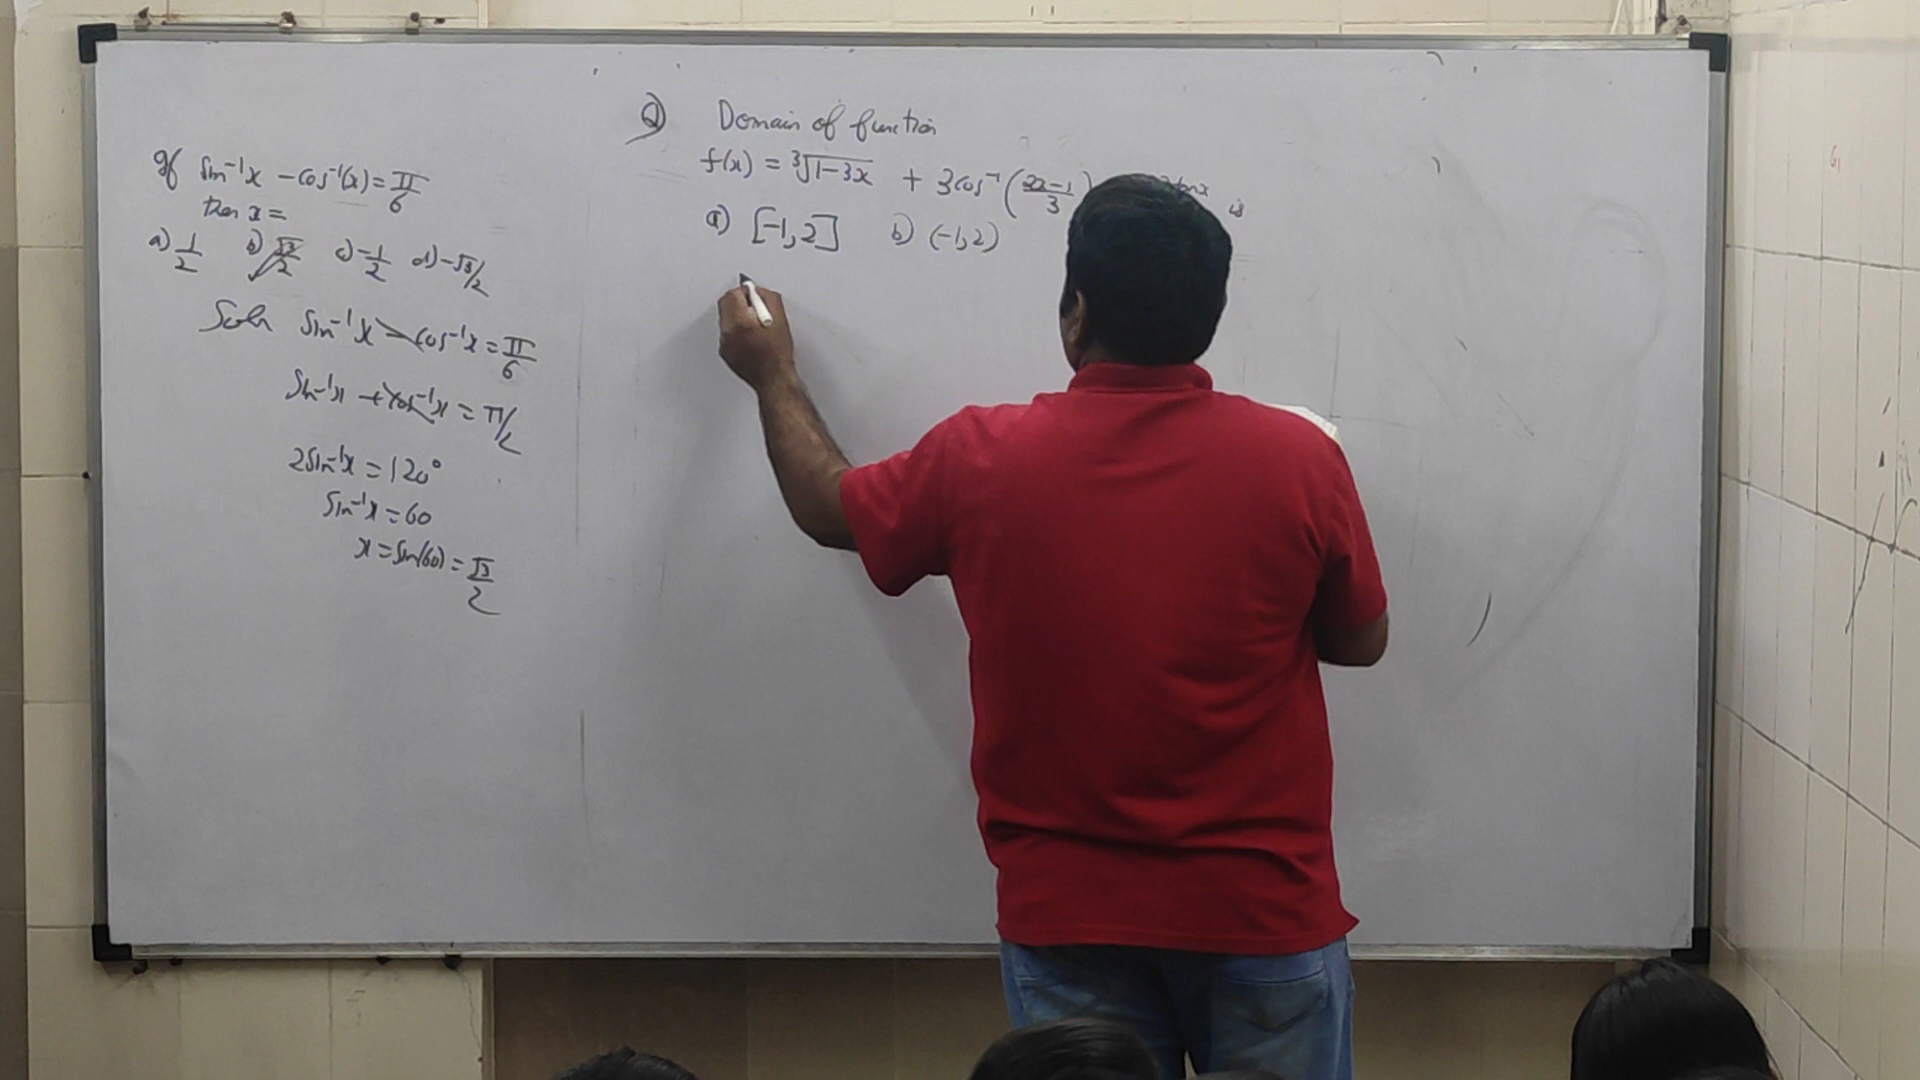 If sin⁻¹x - cos⁻¹(x) = π/6
then x =
a) 1/2 b) √3/2 c) -1/2 d) -√3/2
Soln sin⁻¹x - cos⁻¹x = π/6
sin⁻¹x + cos⁻¹x = π/2
2sin⁻¹x = 120°
sin⁻¹x = 60
x = sin(60) = √3/2
Q) Domain of function
f(x) = ∛1-3x + 3cos⁻¹(2x-1/3) is
a) [-1,2] b) (-1,2)